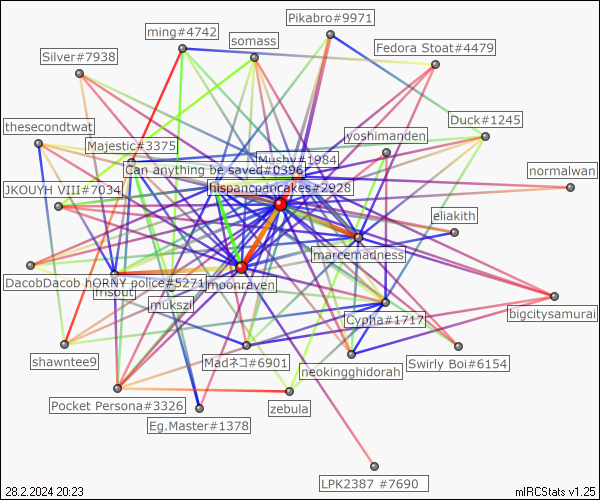 Pikabro#9971
ming#4742
somass
Fedora Stoat#4479
Silver#7938
thesecondtwat
Duck#1245
yoshimanden
Majestic#3375
Mushy#1984
Can anything be saved#0396
normalwan
JKOUYH VIII#7034
hispancpancakes#2928
eliakith
marcemadness
DacobDacob hORNY police#5271
moonraven
rmsout
mukszi
bigcitysamurai
Cypha#1717
shawntee9
Madネコ#6901
neokingghidorah
Swirly Boi#6154
Pocket Persona#3326
zebula
Eg.Master#1378
LPK2387 #7690
28.2.2024 20:23
mIRCStats v1.25